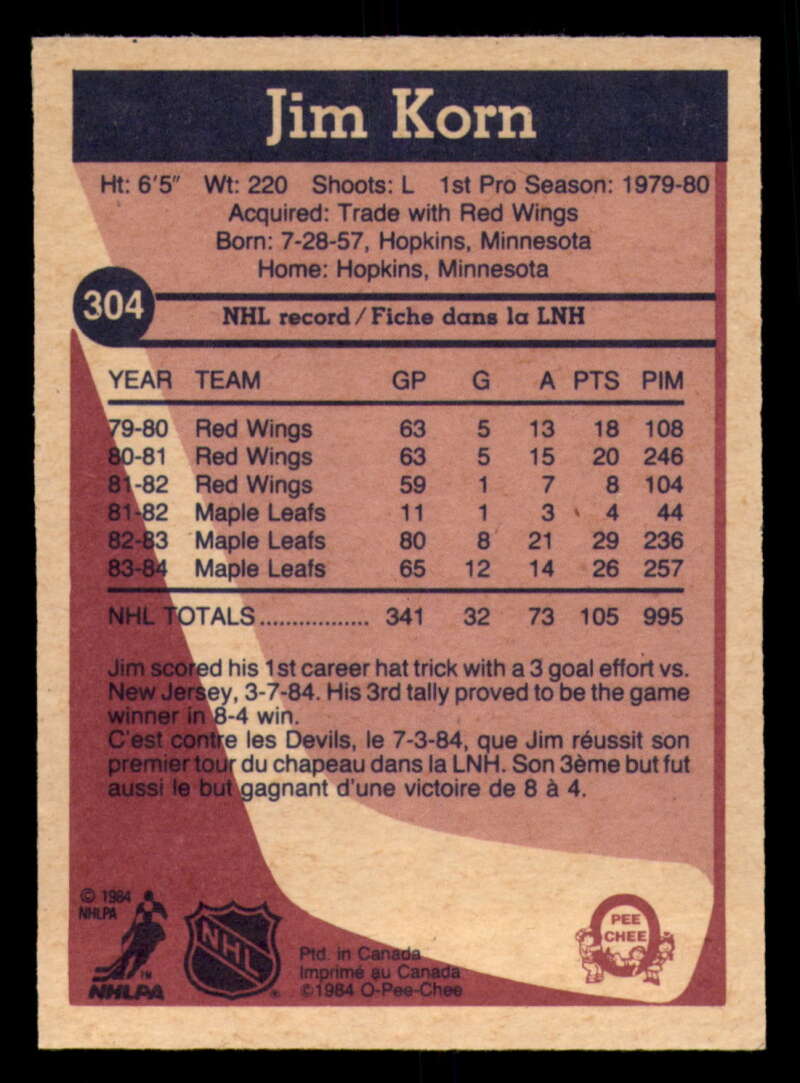 Jim Korn
Ht: 6'5" Wt: 220 Shoots: L 1st Pro Season: 1979-80
Acquired: Trade with Red Wings
Born: 7-28-57, Hopkins, Minnesota
Home: Hopkins, Minnesota
304
NHL record/Fiche dans la LNH
YEAR TEAM GP G A PTS PIM
79-80 Red Wings 63 5 13 18 108
80-81 Red Wings 63 5 15 20 246
81-82 Red Wings 59 1 7 8 104
81-82 Maple Leafs 11 1 3 4 44
82-83 Maple Leafs 80 8 21 29 236
83-84 Maple Leafs 65 12 14 26 257
NHL TOTALS................. 341 32 73 105 995
Jim scored his 1st career hat trick with a 3 goal effort vs.
New Jersey, 3-7-84. His 3rd tally proved to be the game
winner in 8-4 win.
C'est contre les Devils, le 7-3-84, que Jim réussit son
premier tour du chapeau dans la LNH. Son 3ème but fut
aussi le but gagnant d'une victoire de 8 à 4.
© 1984
NHLPA
TM
NHLPA
NHL
®
Ptd. in Canada
Imprimé au Canada
©1984 O-Pee-Chee
O
PEE
CHEE